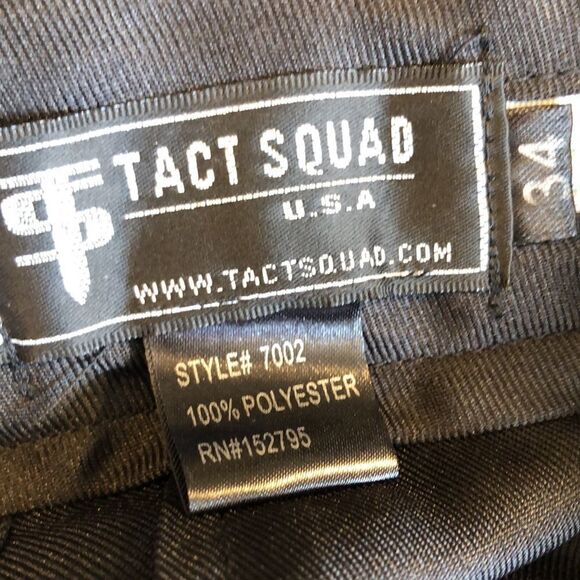 TACT SQUAD
U.S.A
WWW.TACTSQUAD.COM
34
STYLE# 7002
100% POLYESTER
RN#152795